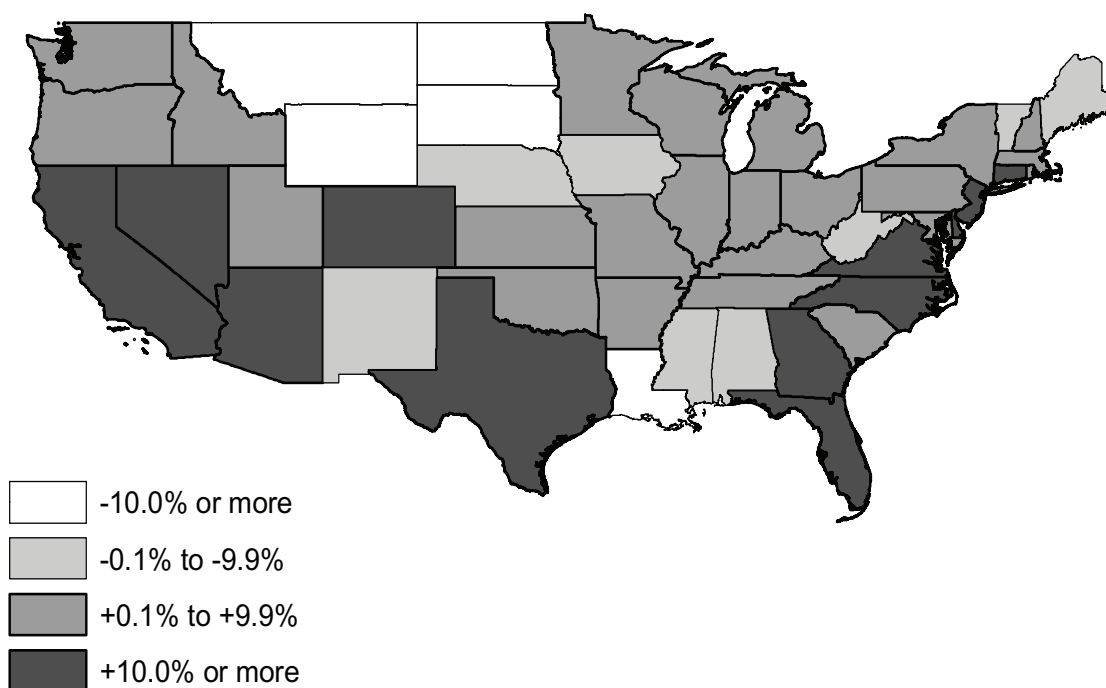 -10.0% or more
-0.1% to -9.9%
+0.1% to +9.9%
+10.0% or more